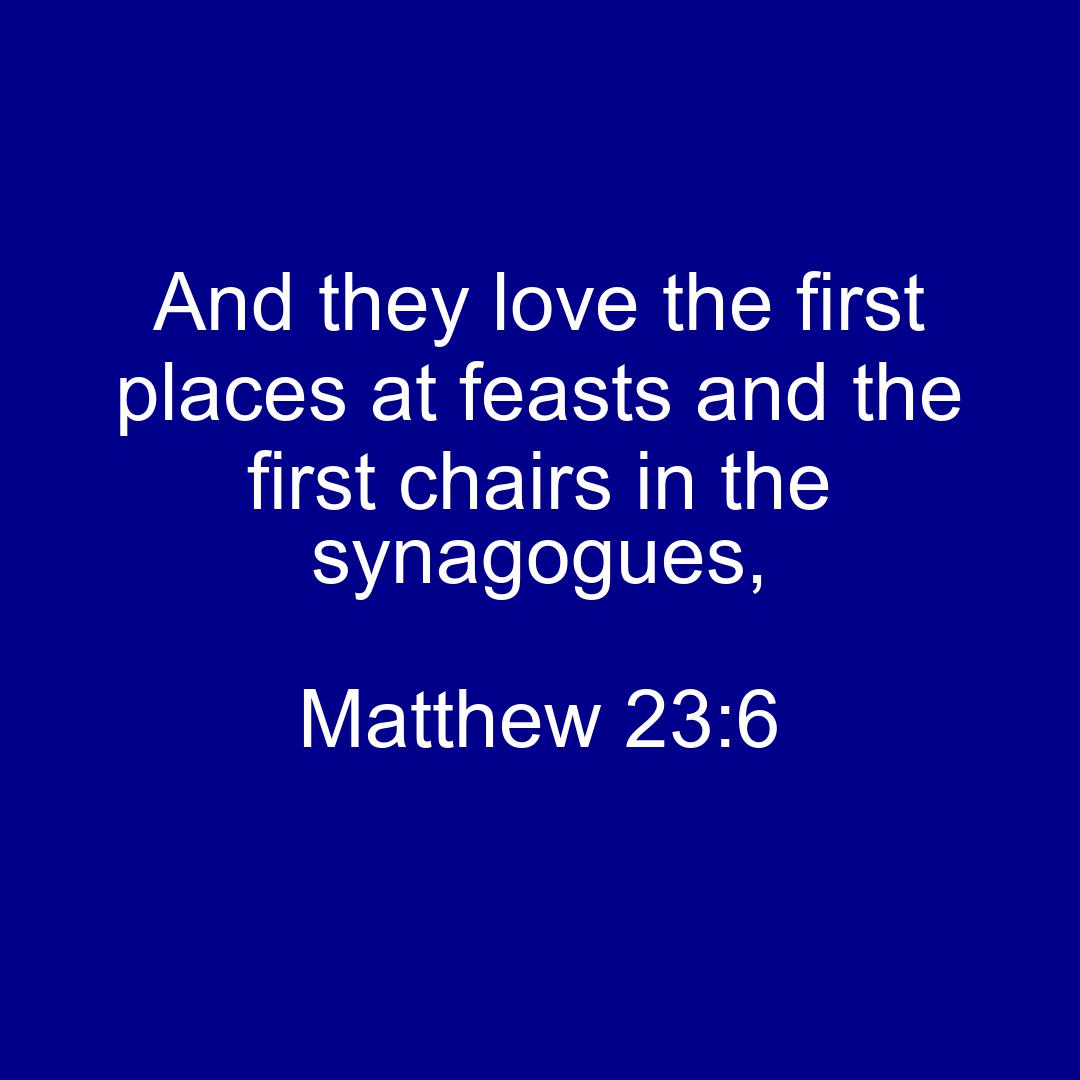 And they love the first
places at feasts and the
first chairs in the
synagogues,
Matthew 23:6